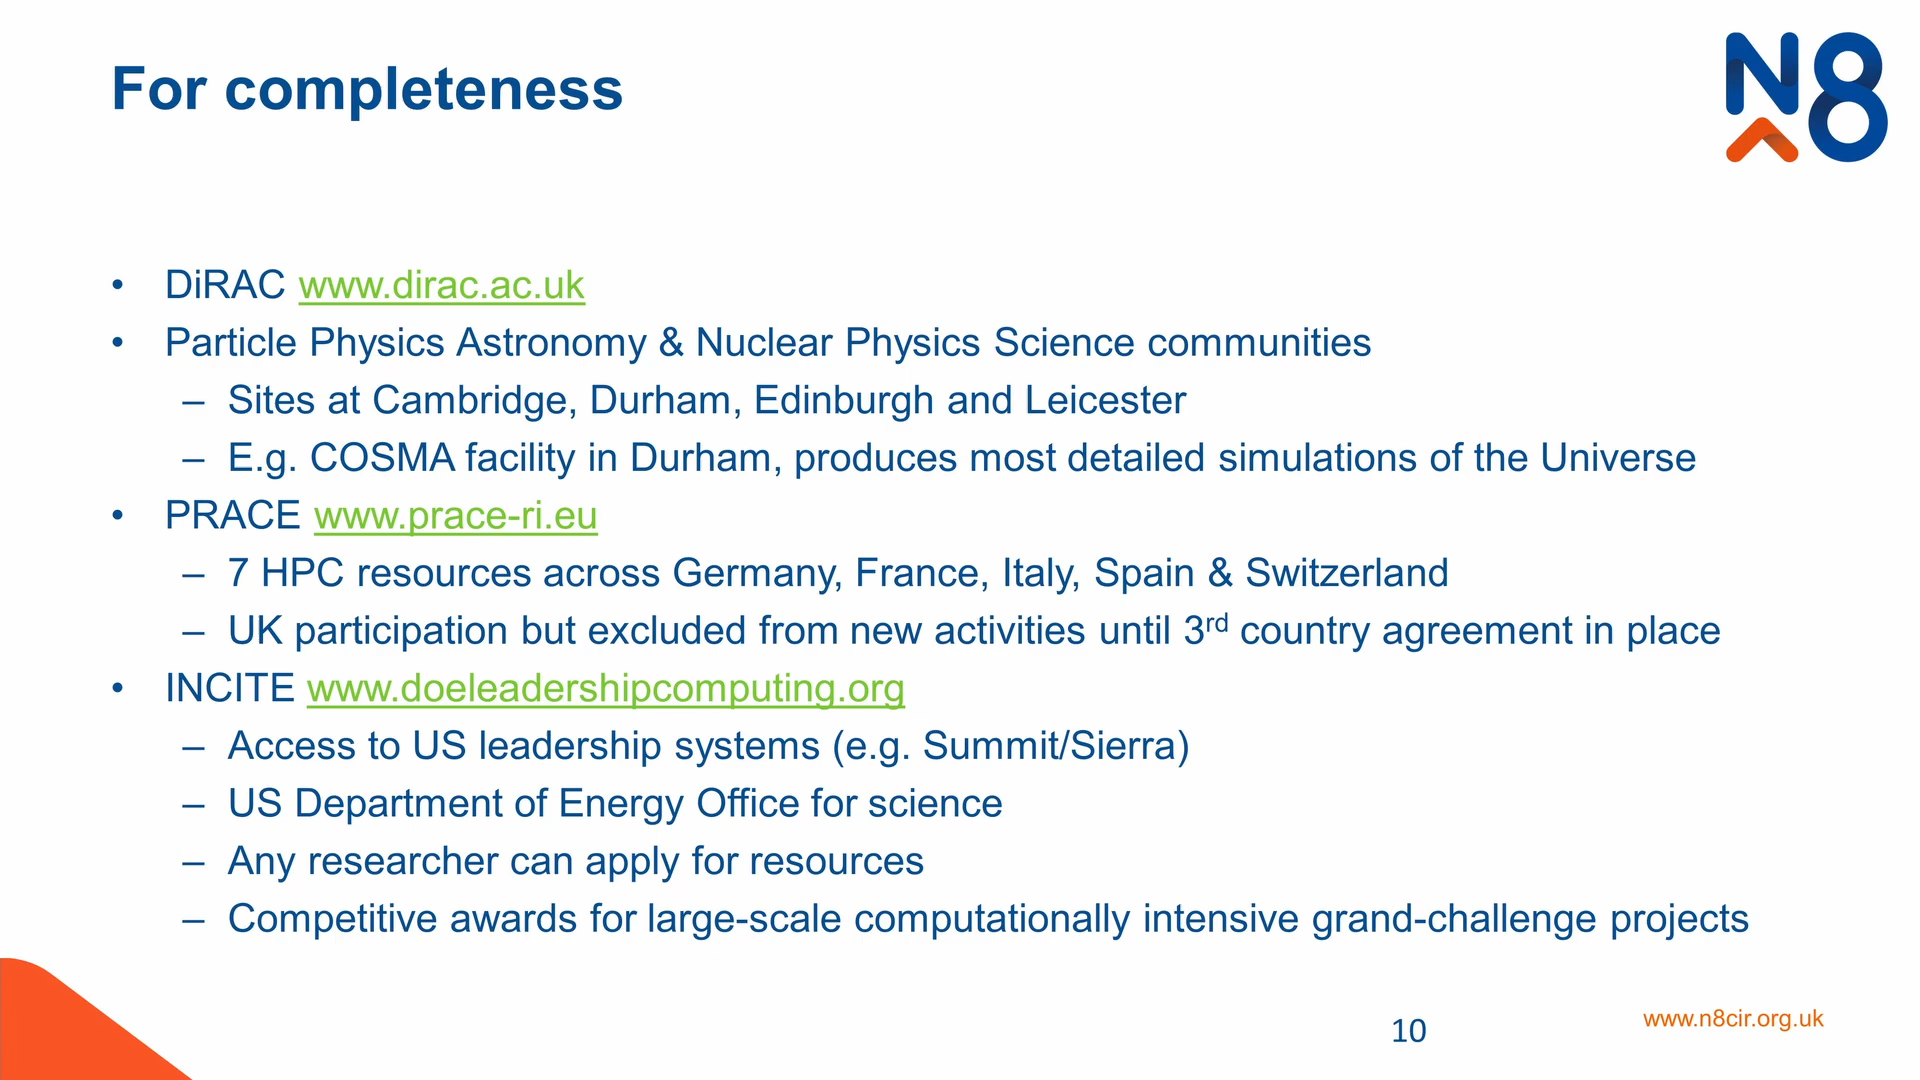 For completeness
N8
• DiRAC www.dirac.ac.uk
• Particle Physics Astronomy & Nuclear Physics Science communities
– Sites at Cambridge, Durham, Edinburgh and Leicester
– E.g. COSMA facility in Durham, produces most detailed simulations of the Universe
• PRACE www.prace-ri.eu
– 7 HPC resources across Germany, France, Italy, Spain & Switzerland
– UK participation but excluded from new activities until 3rd country agreement in place
• INCITE www.doeleadershipcomputing.org
– Access to US leadership systems (e.g. Summit/Sierra)
– US Department of Energy Office for science
– Any researcher can apply for resources
– Competitive awards for large-scale computationally intensive grand-challenge projects
10
www.n8cir.org.uk